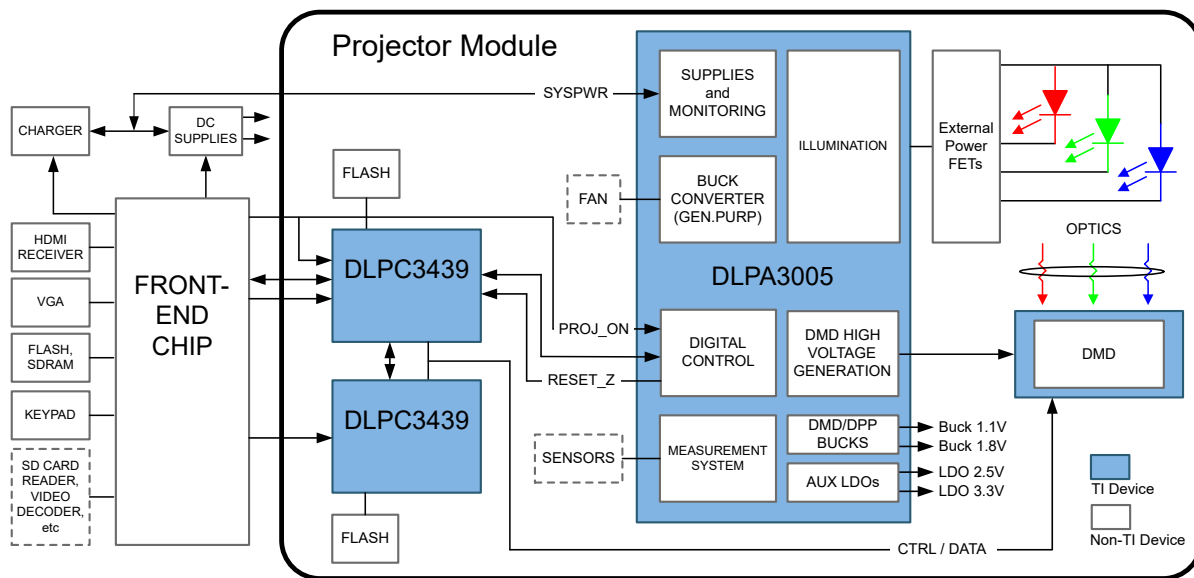 Projector Module
SYSPWR
CHARGER
DC
SUPPLIES
SUPPLIES
and
MONITORING
ILLUMINATION
External
Power
FETs
FLASH
FAN
BUCK
CONVERTER
(GEN.PURP)
HDMI
RECEIVER
VGA
FLASH,
SDRAM
KEYPAD
SD CARD
READER,
VIDEO
DECODER,
etc
FRONT-
END
CHIP
DLPC3439
DLPC3439
FLASH
DLPA3005
PROJ_ON
RESET_Z
DIGITAL
CONTROL
DMD HIGH
VOLTAGE
GENERATION
OPTICS
DMD
SENSORS
MEASUREMENT
SYSTEM
DMD/DPP
BUCKS
AUX LDOs
Buck 1.1V
Buck 1.8V
LDO 2.5V
LDO 3.3V
CTRL / DATA
TI Device
Non-TI Device